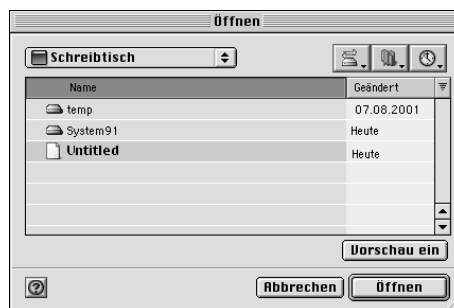 Öffnen
Schreibtisch
Name Geändert
temp 07.08.2001
System91 Heute
Untitled Heute
Vorschau ein
? Abbrechen Öffnen